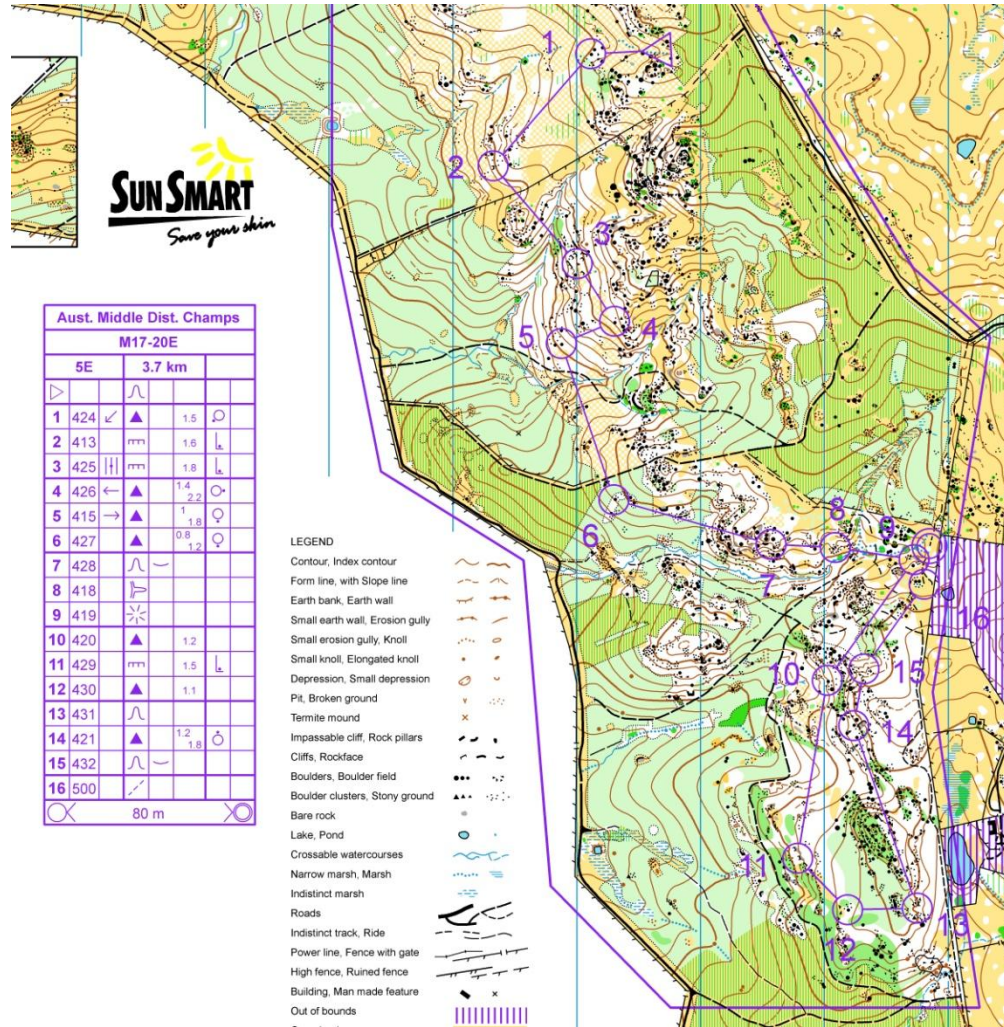 SUN SMART
Save your skin
Aust. Middle Dist. Champs
M17-20E
5E 3.7 km
1 424 1.5
2 413 1.6
3 425 1.8
4 426 1.4 2.2
5 415 1 1.8
6 427 0.8 1.2
7 428
8 418
9 419
10 420 1.2
11 429 1.5
12 430 1.1
13 431
14 421 1.2 1.8
15 432
16 500
80 m
LEGEND
Contour, Index contour
Form line, with Slope line
Earth bank, Earth wall
Small earth wall, Erosion gully
Small erosion gully, Knoll
Small knoll, Elongated knoll
Depression, Small depression
Pit, Broken ground
Termite mound
Impassable cliff, Rock pillars
Cliffs, Rockface
Boulders, Boulder field
Boulder clusters, Stony ground
Bare rock
Lake, Pond
Crossable watercourses
Narrow marsh, Marsh
Indistinct marsh
Roads
Indistinct track, Ride
Power line, Fence with gate
High fence, Ruined fence
Building, Man made feature
Out of bounds
1
2
3
4
5
6
7
8
9
10
11
12
13
14
15
16